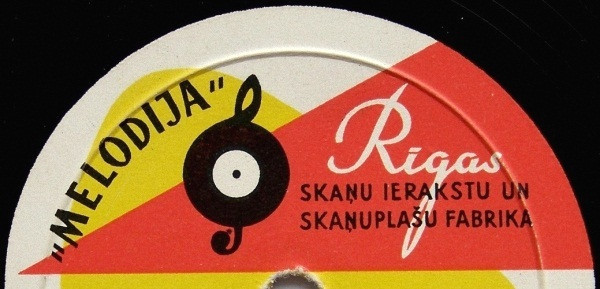 „MELODIJA"
Rīgas
SKAŅU IERAKSTU UN
SKAŅUPLAŠU FABRIKA